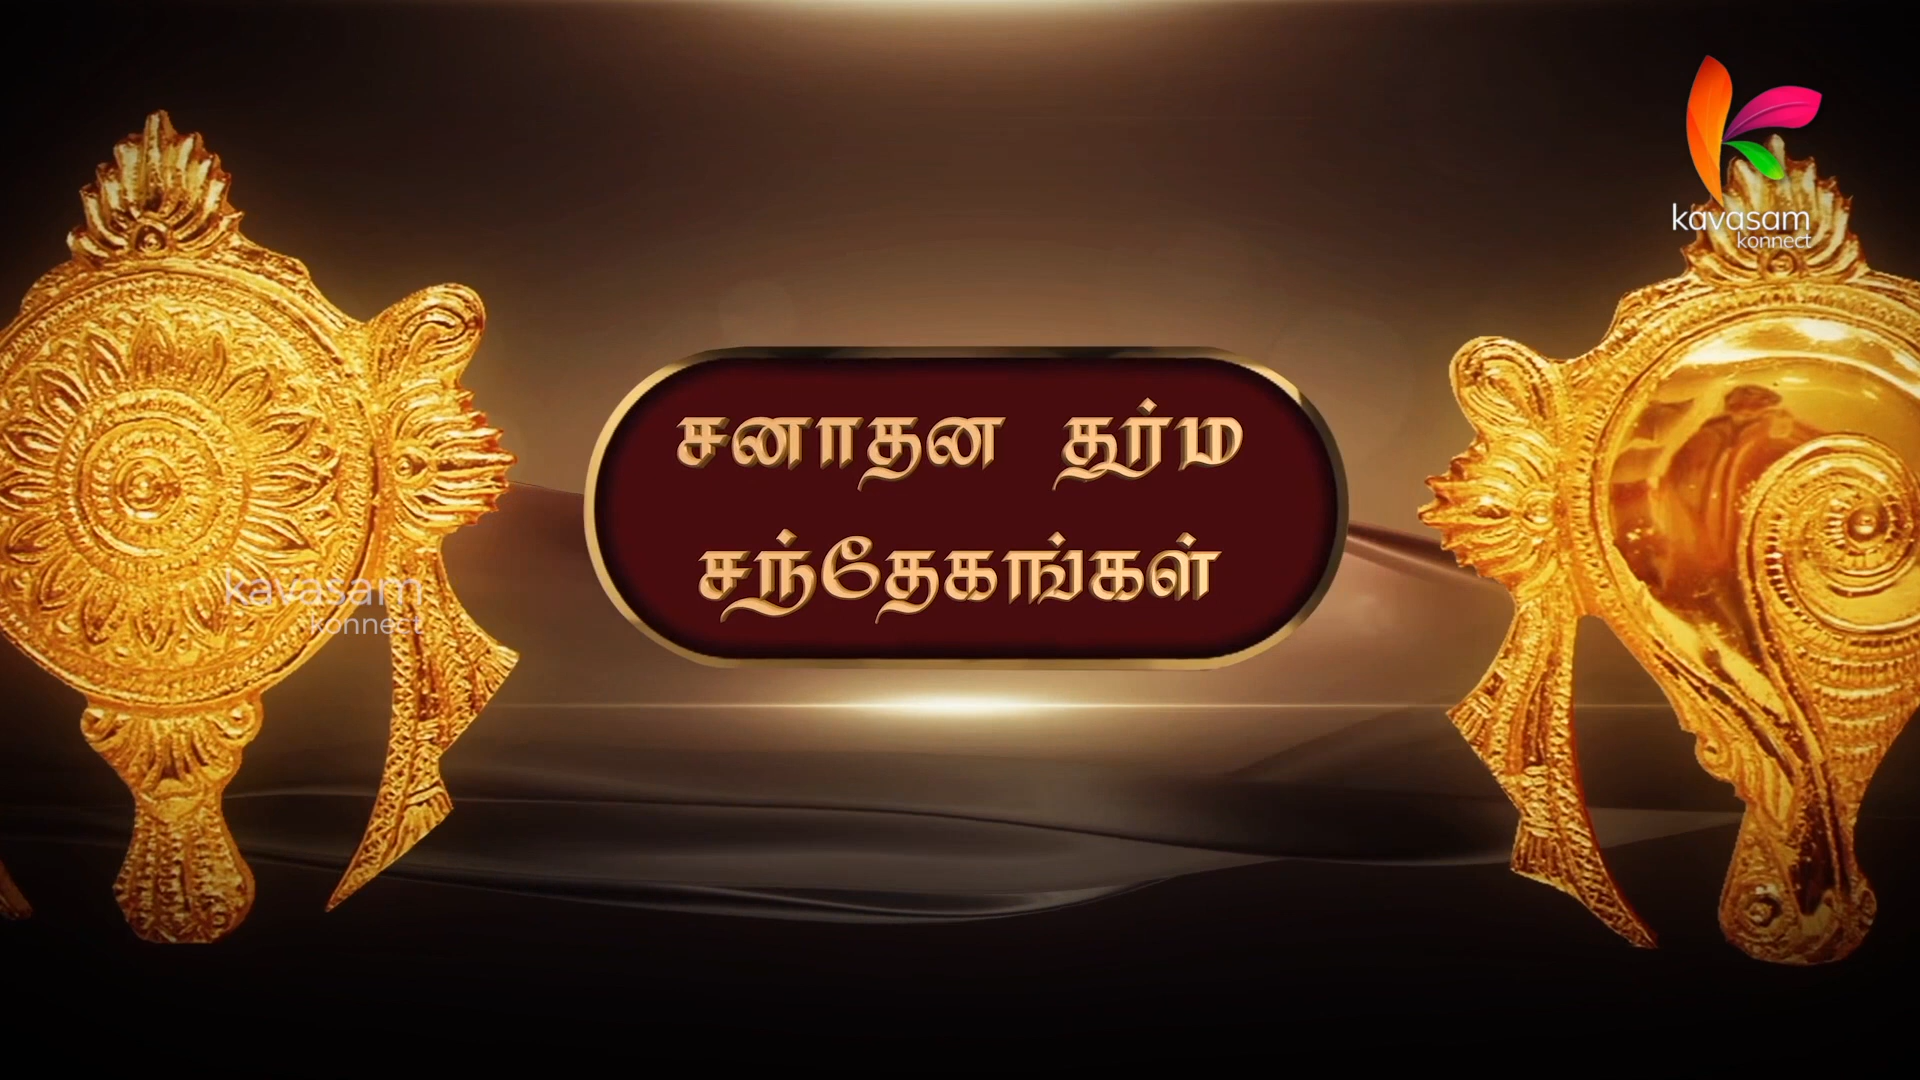 kavasam
konnect
சனாதன தர்ம
சந்தேகங்கள்
kavasam
konnect